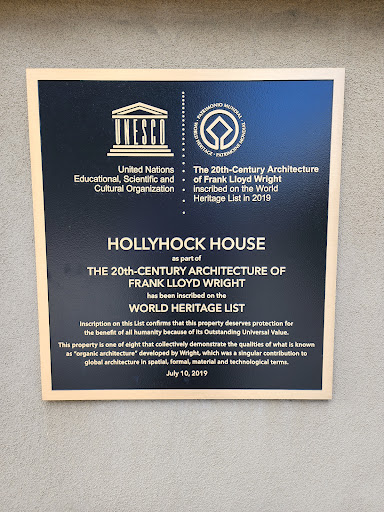 UNESCO
United Nations
Educational, Scientific and
Cultural Organization
WORLD HERITAGE • PATRIMOINE MONDIAL • PATRIMONIO MUNDIAL •
The 20th-Century Architecture
of Frank Lloyd Wright
inscribed on the World
Heritage List in 2019
HOLLYHOCK HOUSE
as part of
THE 20th-CENTURY ARCHITECTURE OF
FRANK LLOYD WRIGHT
has been inscribed on the
WORLD HERITAGE LIST
Inscription on this List confirms that this property deserves protection for
the benefit of all humanity because of its Outstanding Universal Value.
This property is one of eight that collectively demonstrate the qualities of what is known
as "organic architecture" developed by Wright, which was a singular contribution to
global architecture in spatial, formal, material and technological terms.
July 10, 2019